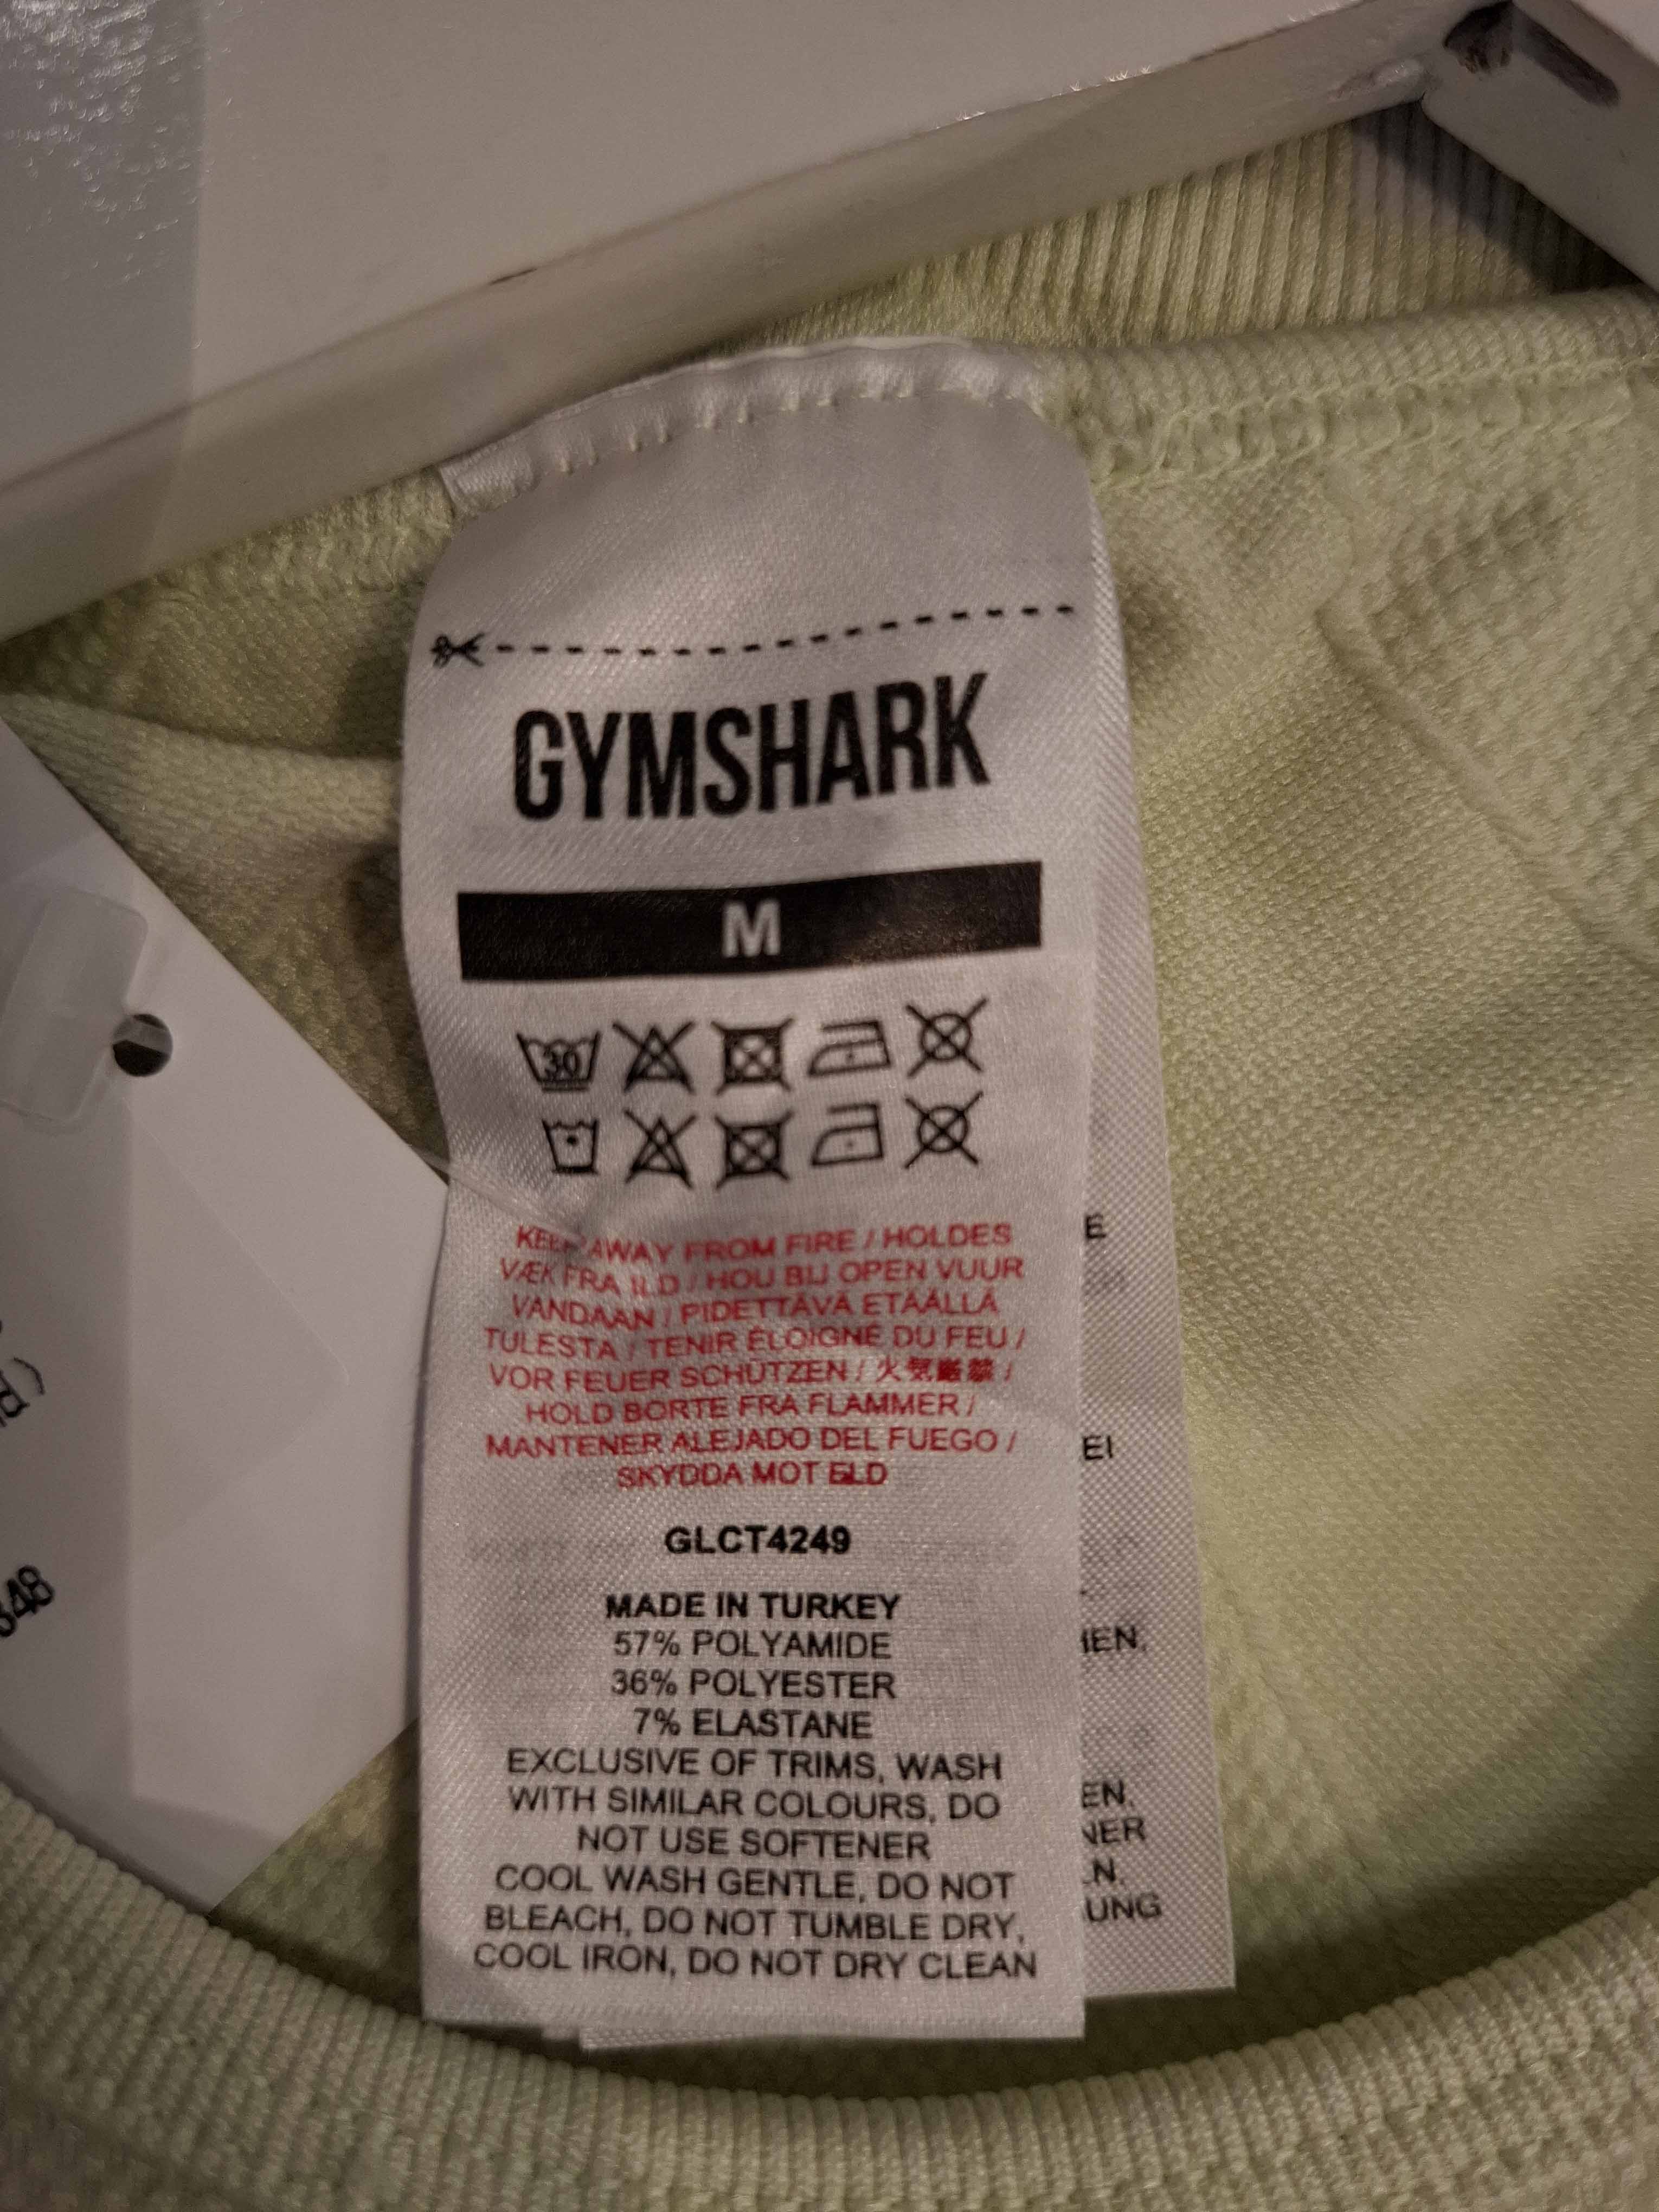 GYMSHARK
M
30
KEEP AWAY FROM FIRE / HOLDES
VÆK FRA ILD / HOU BIJ OPEN VUUR
VANDAAN / PIDETTÄVÄ ETÄÄLLÄ
TULESTA / TENIR ÉLOIGNÉ DU FEU /
VOR FEUER SCHÜTZEN / 火気厳禁 /
HOLD BORTE FRA FLAMMER /
MANTENER ALEJADO DEL FUEGO /
SKYDDA MOT ELD
GLCT4249
MADE IN TURKEY
57% POLYAMIDE
36% POLYESTER
7% ELASTANE
EXCLUSIVE OF TRIMS, WASH
WITH SIMILAR COLOURS, DO
NOT USE SOFTENER
COOL WASH GENTLE, DO NOT
BLEACH, DO NOT TUMBLE DRY,
COOL IRON, DO NOT DRY CLEAN